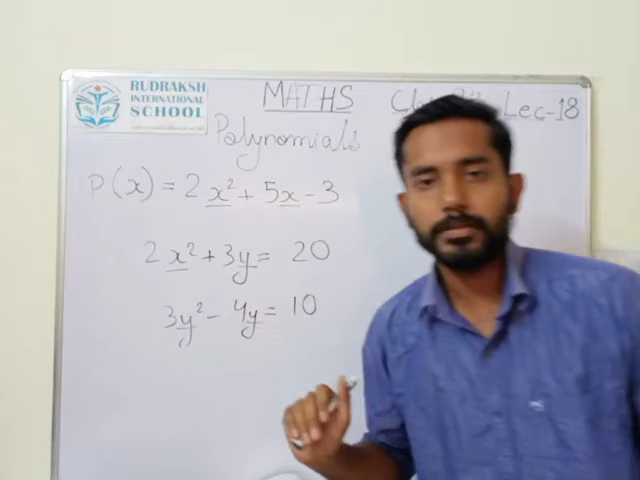 RUDRAKSH
INTERNATIONAL
SCHOOL
MATHS
Lec-18
Polynomials
P(x) = 2x² + 5x - 3
2x² + 3y = 20
3y² - 4y = 10